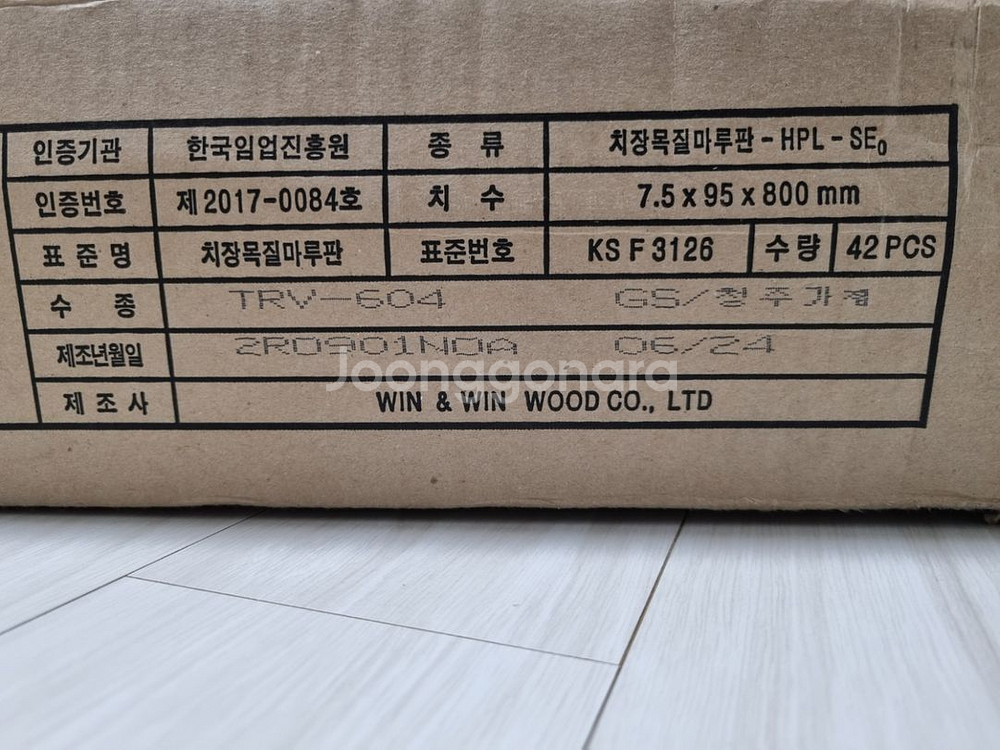 인증기관 한국임업진흥원 종 류 치장목질마루판 - HPL - SE₀
인증번호 제 2017-0084호 치 수 7.5 x 95 x 800 mm
표 준 명 치장목질마루판 표준번호 KS F 3126 수 량 42 PCS
수 종 TRV-604 GS/청주가경
제조년월일 2R0901N0A 06/24
Joonggonara
제 조 사 WIN & WIN WOOD CO., LTD